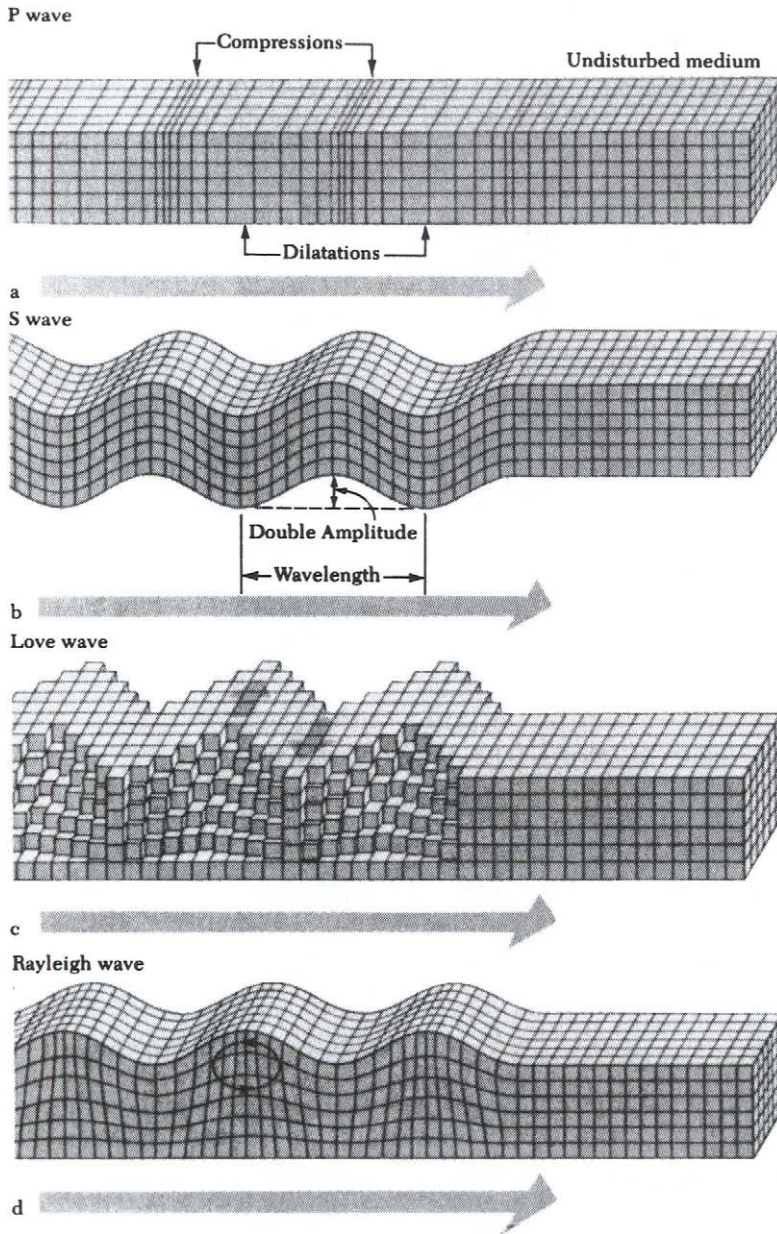 P wave
Compressions
Undisturbed medium
Dilatations
a
S wave
Double Amplitude
Wavelength
b
Love wave
c
Rayleigh wave
d